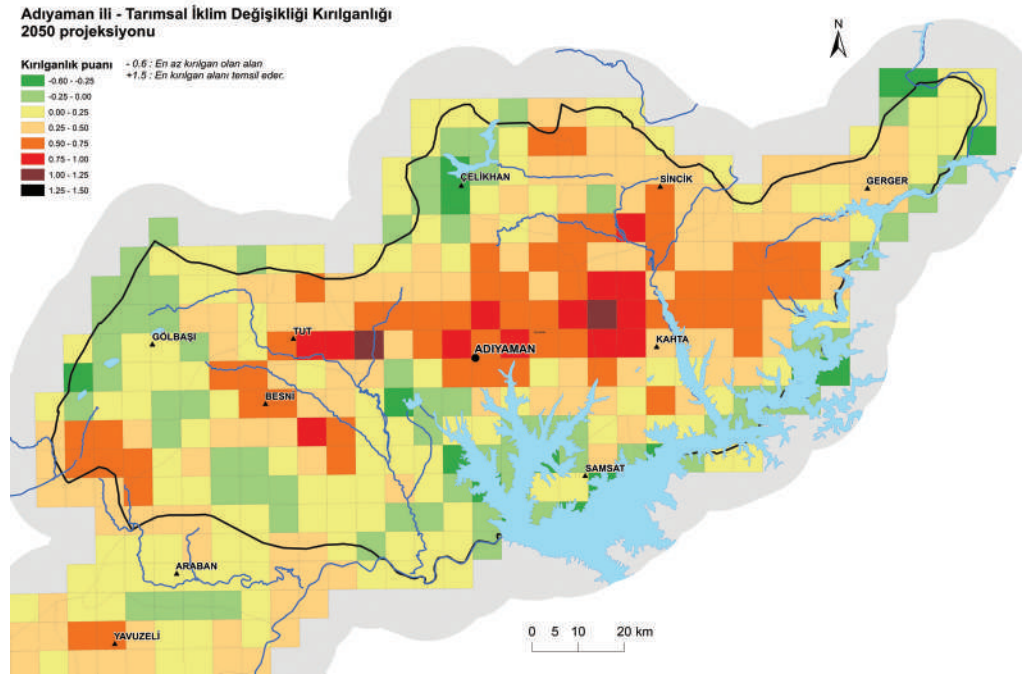 Adıyaman ili - Tarımsal İklim Değişikliği Kırılganlığı
2050 projeksiyonu
Kırılganlık puanı
- 0.6 : En az kırılgan olan alan
+1.5 : En kırılgan alanı temsil eder.
-0.60 - -0.25
-0.25 - 0.00
0.00 - 0.25
0.25 - 0.50
0.50 - 0.75
0.75 - 1.00
1.00 - 1.25
1.25 - 1.50
N
ÇELİKHAN
SİNCİK
GERGER
GÖLBAŞI
TUT
ADIYAMAN
KAHTA
BESNI
SAMSAT
ARABAN
YAVUZELİ
0 5 10 20 km